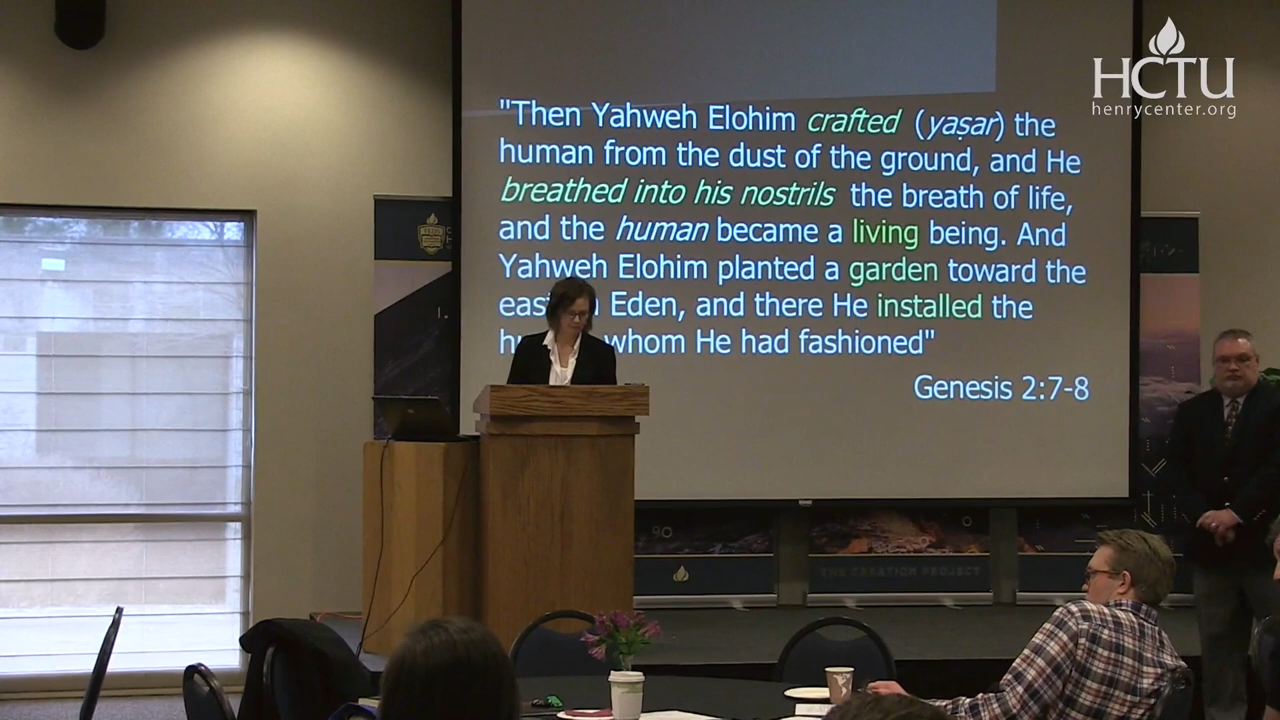 HCTU
henrycenter.org
"Then Yahweh Elohim crafted (yaṣar) the
human from the dust of the ground, and He
breathed into his nostrils the breath of life,
and the human became a living being. And
Yahweh Elohim planted a garden toward the
Eden, and there He installed the
whom He had fashioned"
Genesis 2:7-8
THE CREATION PROJECT